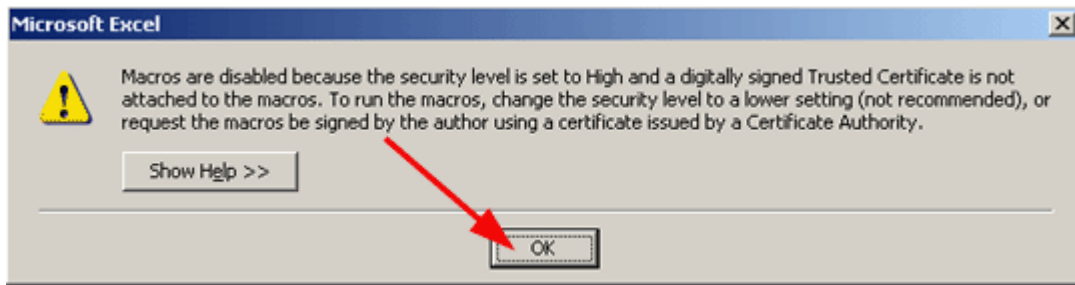 Microsoft Excel
Macros are disabled because the security level is set to High and a digitally signed Trusted Certificate is not
attached to the macros. To run the macros, change the security level to a lower setting (not recommended), or
request the macros be signed by the author using a certificate issued by a Certificate Authority.
Show Help >>
OK